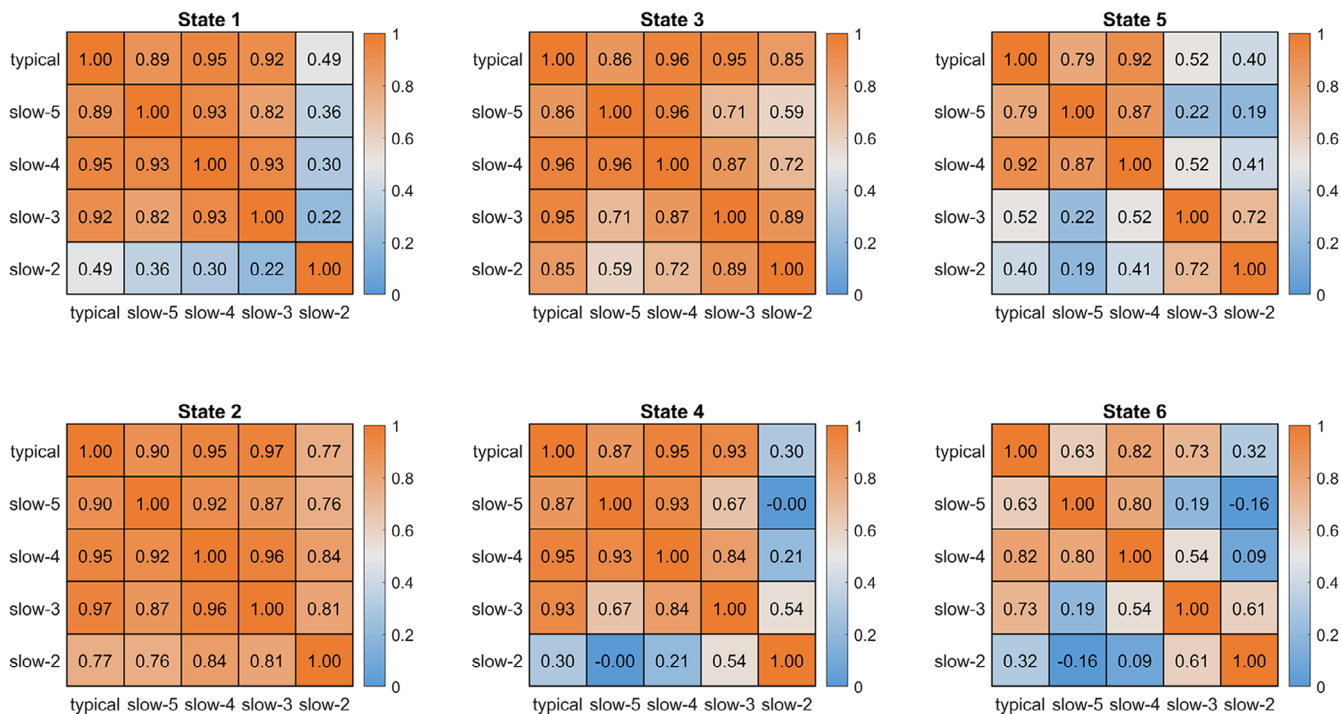 State 1
typical 1.00 0.89 0.95 0.92 0.49
slow-5 0.89 1.00 0.93 0.82 0.36
slow-4 0.95 0.93 1.00 0.93 0.30
slow-3 0.92 0.82 0.93 1.00 0.22
slow-2 0.49 0.36 0.30 0.22 1.00
typical slow-5 slow-4 slow-3 slow-2
1
0.8
0.6
0.4
0.2
0
State 3
typical 1.00 0.86 0.96 0.95 0.85
slow-5 0.86 1.00 0.96 0.71 0.59
slow-4 0.96 0.96 1.00 0.87 0.72
slow-3 0.95 0.71 0.87 1.00 0.89
slow-2 0.85 0.59 0.72 0.89 1.00
typical slow-5 slow-4 slow-3 slow-2
1
0.8
0.6
0.4
0.2
0
State 5
typical 1.00 0.79 0.92 0.52 0.40
slow-5 0.79 1.00 0.87 0.22 0.19
slow-4 0.92 0.87 1.00 0.52 0.41
slow-3 0.52 0.22 0.52 1.00 0.72
slow-2 0.40 0.19 0.41 0.72 1.00
typical slow-5 slow-4 slow-3 slow-2
1
0.8
0.6
0.4
0.2
0
State 2
typical 1.00 0.90 0.95 0.97 0.77
slow-5 0.90 1.00 0.92 0.87 0.76
slow-4 0.95 0.92 1.00 0.96 0.84
slow-3 0.97 0.87 0.96 1.00 0.81
slow-2 0.77 0.76 0.84 0.81 1.00
typical slow-5 slow-4 slow-3 slow-2
1
0.8
0.6
0.4
0.2
0
State 4
typical 1.00 0.87 0.95 0.93 0.30
slow-5 0.87 1.00 0.93 0.67 -0.00
slow-4 0.95 0.93 1.00 0.84 0.21
slow-3 0.93 0.67 0.84 1.00 0.54
slow-2 0.30 -0.00 0.21 0.54 1.00
typical slow-5 slow-4 slow-3 slow-2
1
0.8
0.6
0.4
0.2
0
State 6
typical 1.00 0.63 0.82 0.73 0.32
slow-5 0.63 1.00 0.80 0.19 -0.16
slow-4 0.82 0.80 1.00 0.54 0.09
slow-3 0.73 0.19 0.54 1.00 0.61
slow-2 0.32 -0.16 0.09 0.61 1.00
typical slow-5 slow-4 slow-3 slow-2
1
0.8
0.6
0.4
0.2
0